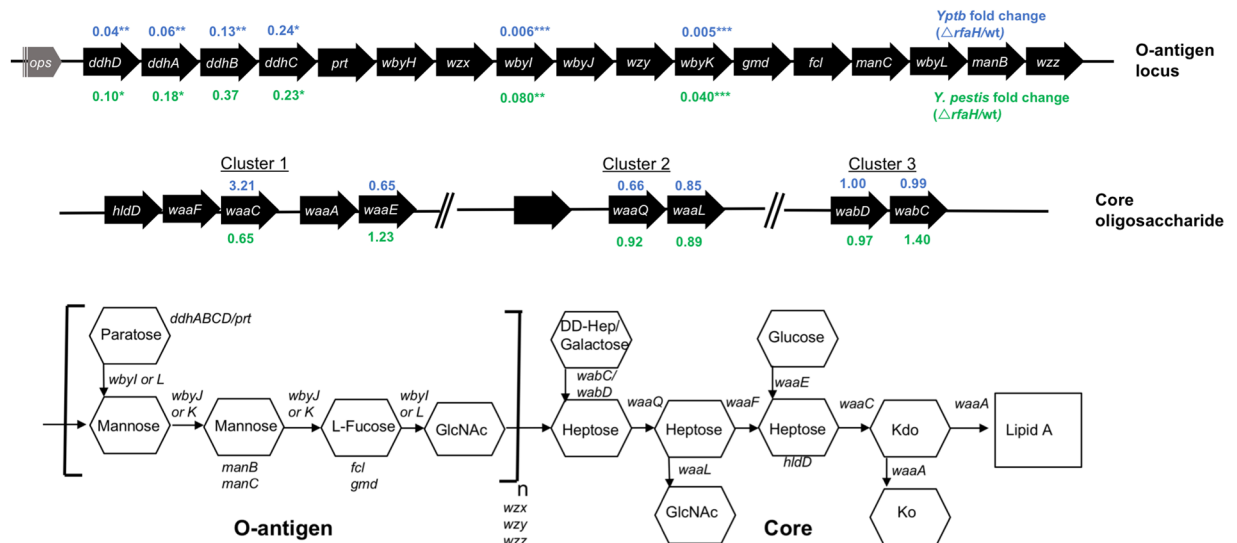 0.04** 0.06** 0.13** 0.24* 0.006*** 0.005*** Yptb fold change
(△rfaH/wt)
ops ddhD ddhA ddhB ddhC prt wbyH wzx wbyI wbyJ wzy wbyK gmd fcl manC wbyL manB wzz O-antigen
locus
0.10* 0.18* 0.37 0.23* 0.080** 0.040*** Y. pestis fold change
(△rfaH/wt)
Cluster 1 Cluster 2 Cluster 3
3.21 0.65 0.66 0.85 1.00 0.99
hldD waaF waaC waaA waaE waaQ waaL wabD wabC Core
oligosaccharide
0.65 1.23 0.92 0.89 0.97 1.40
ddhABCD/prt
Paratose DD-Hep/
Galactose Glucose
wbyI or L wabC/
wabD waaE
wbyJ
or K wbyJ
or K wbyI
or L waaQ waaF waaC waaA
Mannose Mannose L-Fucose GlcNAc Heptose Heptose Heptose Kdo Lipid A
manB
manC fcl
gmd hldD
waaL waaA
n
wzx
wzy
wzz
GlcNAc Ko
O-antigen Core